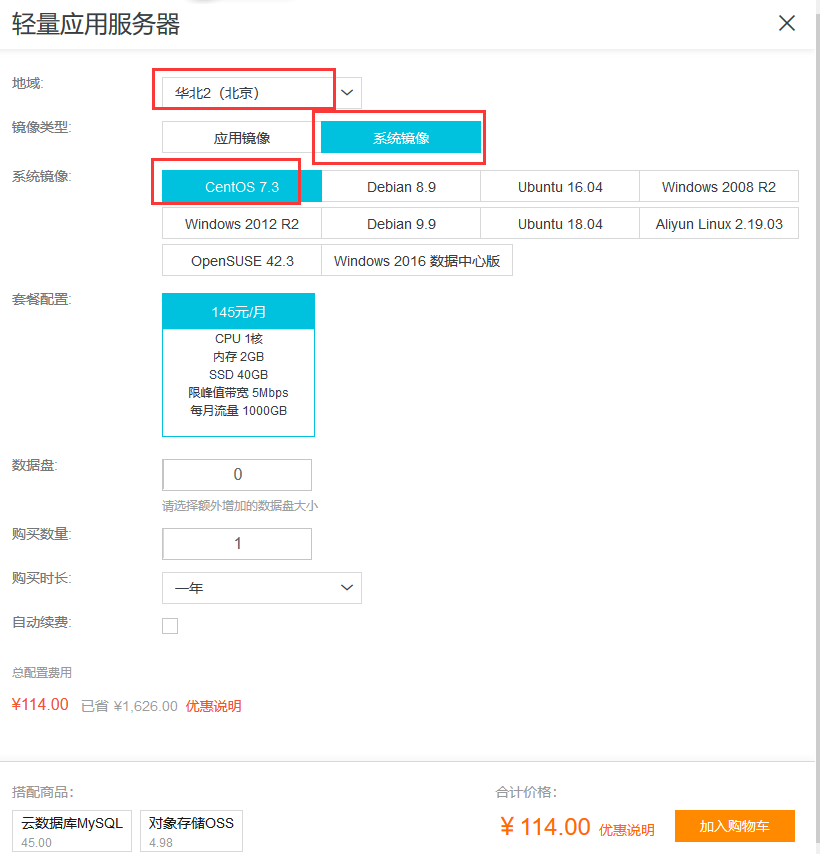 轻量应用服务器
地域:
华北2（北京）
镜像类型:
应用镜像 系统镜像
系统镜像:
CentOS 7.3 Debian 8.9 Ubuntu 16.04 Windows 2008 R2
Windows 2012 R2 Debian 9.9 Ubuntu 18.04 Aliyun Linux 2.19.03
OpenSUSE 42.3 Windows 2016 数据中心版
套餐配置:
145元/月
CPU 1核
内存 2GB
SSD 40GB
限峰值带宽 5Mbps
每月流量 1000GB
数据盘:
0
请选择额外增加的数据盘大小
购买数量:
1
购买时长:
一年
自动续费:
总配置费用
¥114.00 已省 ¥1,626.00 优惠说明
搭配商品:
云数据库MySQL
45.00
对象存储OSS
4.98
合计价格:
¥ 114.00 优惠说明
加入购物车